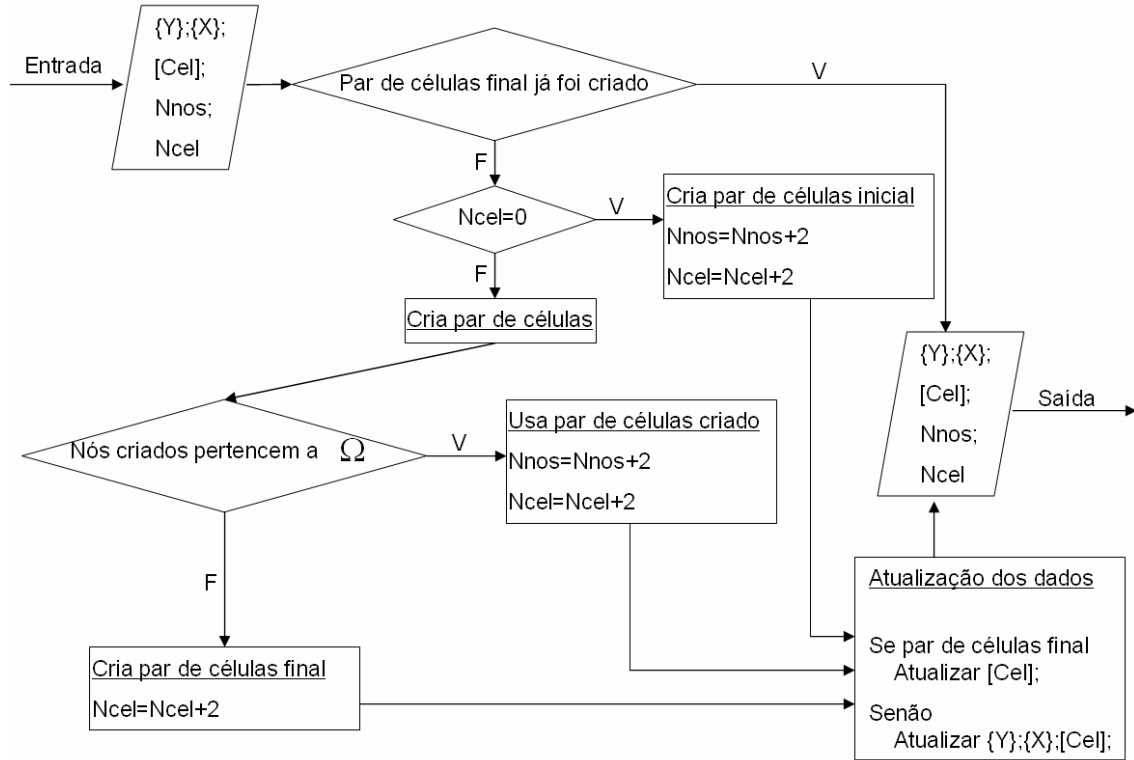 Entrada
{Y};{X};
[Cel];
Nnos;
Ncel
Par de células final já foi criado
V
F
Ncel=0
V
F
Cria par de células inicial
Nnos=Nnos+2
Ncel=Ncel+2
Cria par de células
Nós criados pertencem a Ω
V
F
Usa par de células criado
Nnos=Nnos+2
Ncel=Ncel+2
Cria par de células final
Ncel=Ncel+2
{Y};{X};
[Cel];
Nnos;
Ncel
Saída
Atualização dos dados
Se par de células final
Atualizar [Cel];
Senão
Atualizar {Y};{X};[Cel];